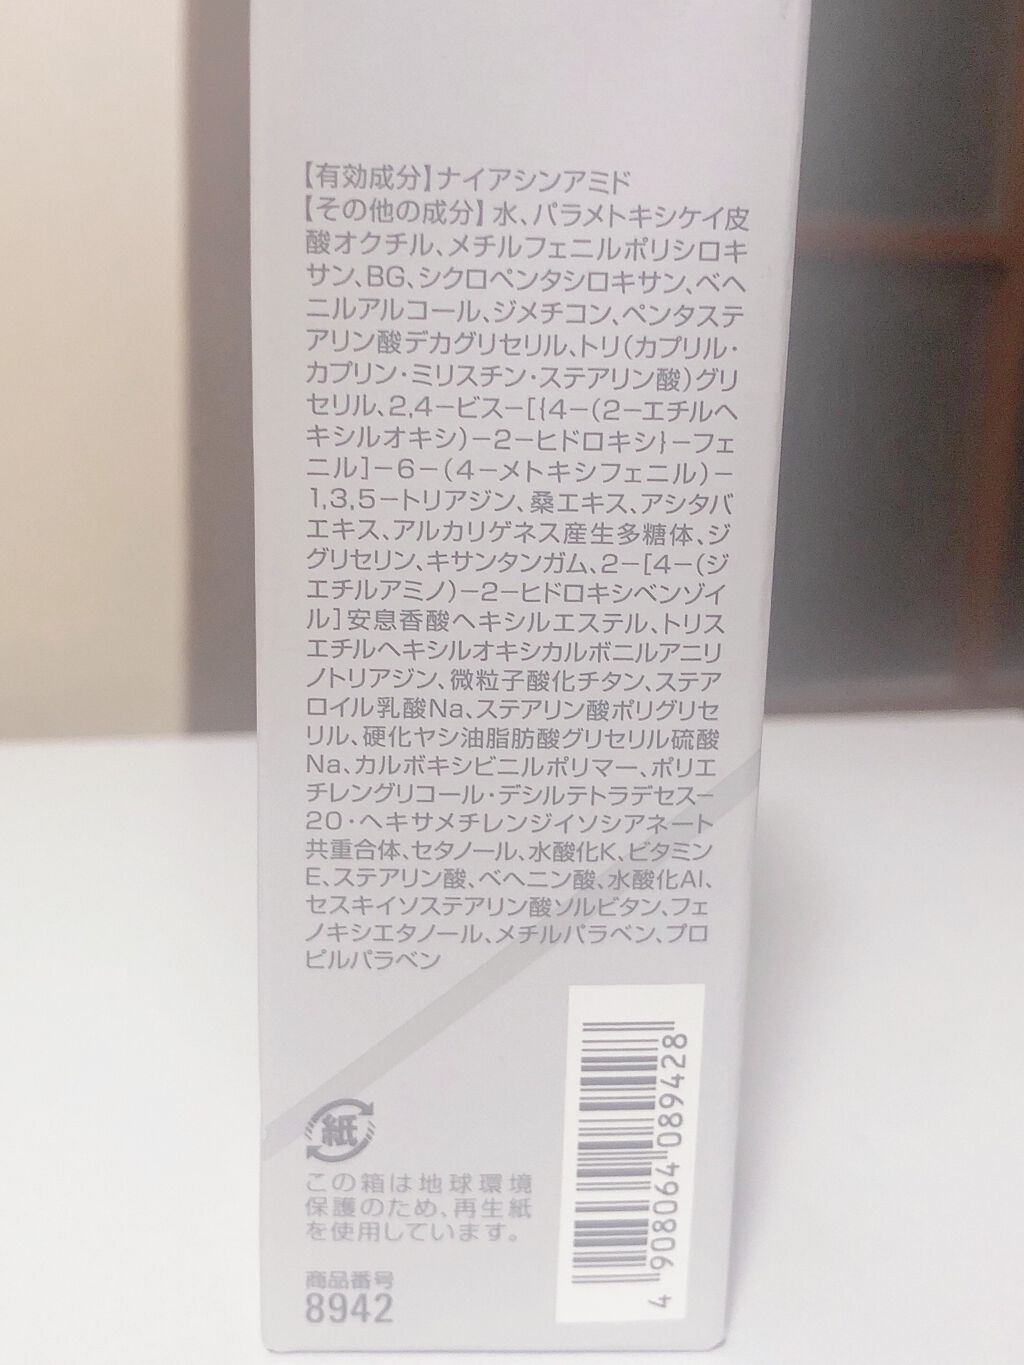 【有効成分】ナイアシンアミド
【その他の成分】水、パラメトキシケイ皮
酸オクチル、メチルフェニルポリシロキ
サン、BG、シクロペンタシロキサン、ベヘ
ニルアルコール、ジメチコン、ペンタステ
アリン酸デカグリセリル、トリ(カプリル・
カプリン・ミリスチン・ステアリン酸)グリ
セリル、2,4−ビス−[{4−(2−エチルヘ
キシルオキシ)−2−ヒドロキシ}−フェ
ニル]−6−(4−メトキシフェニル)−
1,3,5−トリアジン、桑エキス、アシタバ
エキス、アルカリゲネス産生多糖体、ジ
グリセリン、キサンタンガム、2−[4−(ジ
エチルアミノ)−2−ヒドロキシベンゾイ
ル]安息香酸ヘキシルエステル、トリス
エチルヘキシルオキシカルボニルアニリ
ノトリアジン、微粒子酸化チタン、ステア
ロイル乳酸Na、ステアリン酸ポリグリセ
リル、硬化ヤシ油脂肪酸グリセリル硫酸
Na、カルボキシビニルポリマー、ポリエ
チレングリコール・デシルテトラデセス−
20・ヘキサメチレンジイソシアネート
共重合体、セタノール、水酸化K、ビタミン
E、ステアリン酸、ベヘニン酸、水酸化Al、
セスキイソステアリン酸ソルビタン、フェ
ノキシエタノール、メチルパラベン、プロ
ピルパラベン
紙
この箱は地球環境
保護のため、再生紙
を使用しています。
商品番号
8942
4 908064 089428